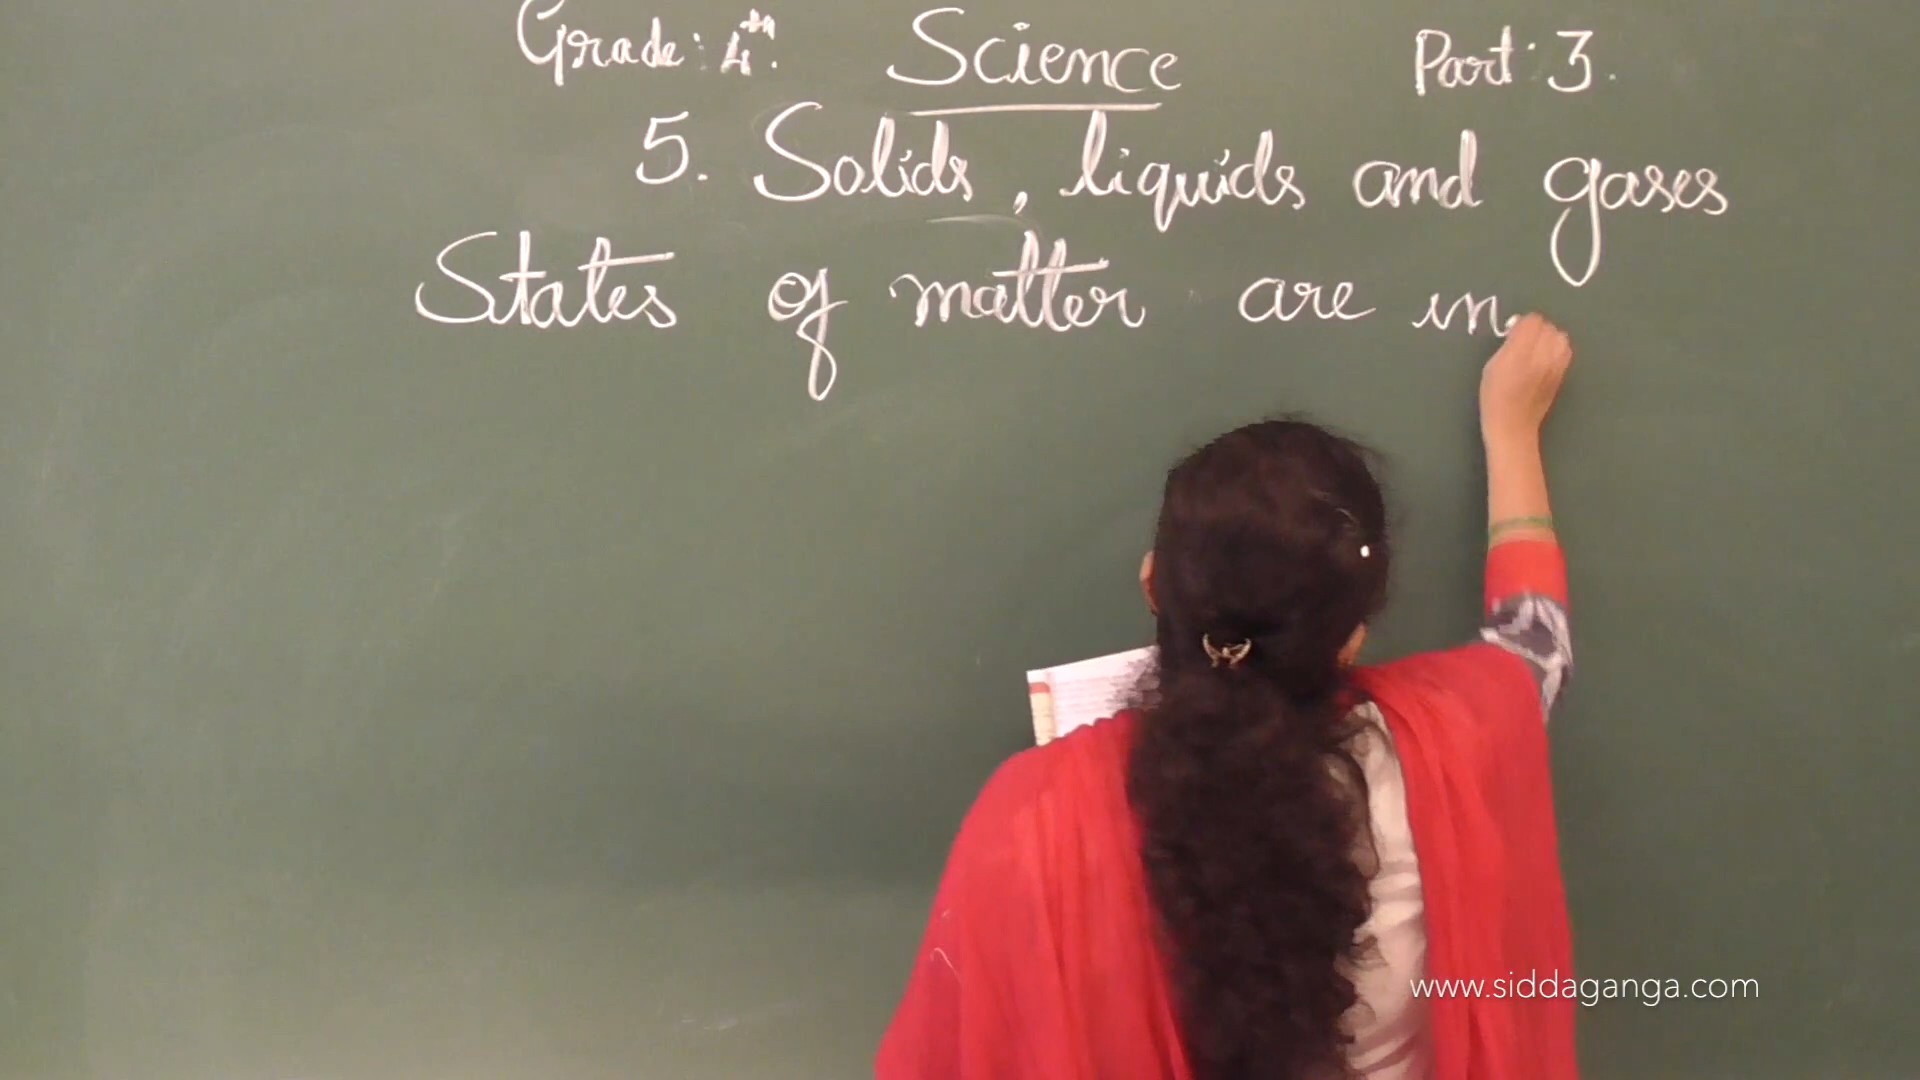 Grade: 4th. Science Part: 3.
5. Solids, liquids and gases
States of matter are in
www.siddaganga.com